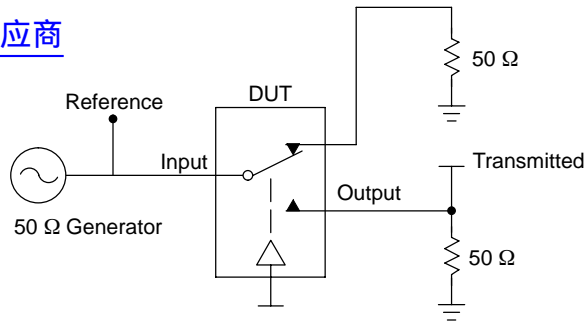 应商
50 Ω
DUT
Reference
Input
Transmitted
Output
50 Ω Generator
50 Ω